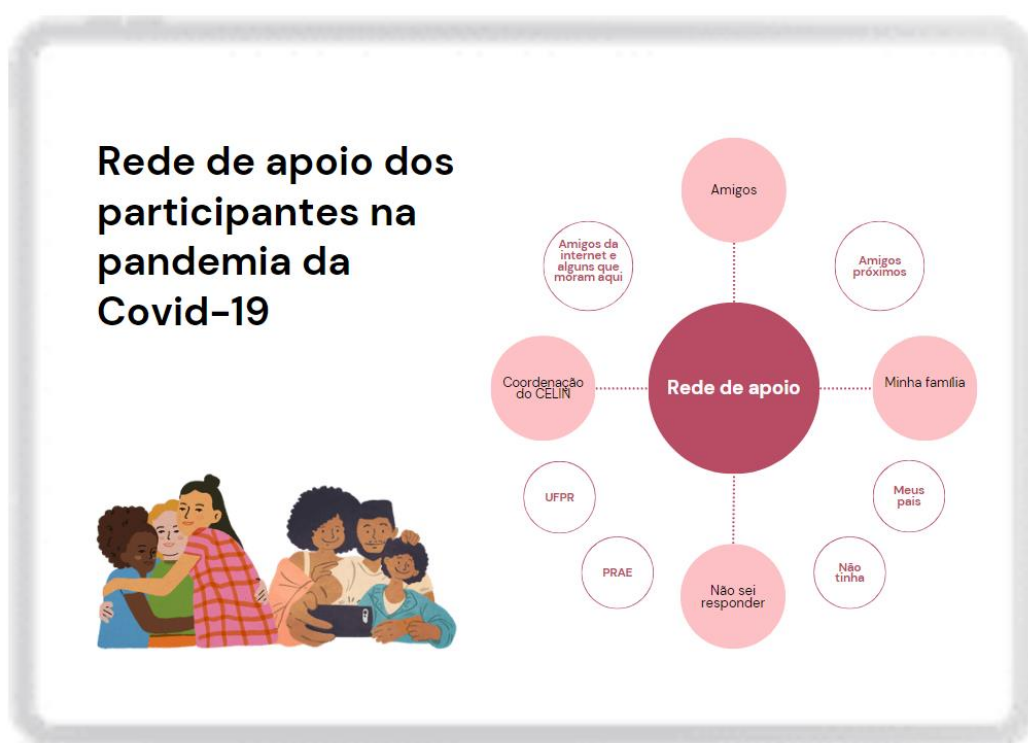 Rede de apoio dos
participantes na
pandemia da
Covid-19
Amigos
Amigos da
internet e
alguns que
moram aqui
Amigos
próximos
Coordenação
do CELIN
Rede de apoio
Minha família
UFPR
Meus
pais
PRAE
Não sei
responder
Não
tinha